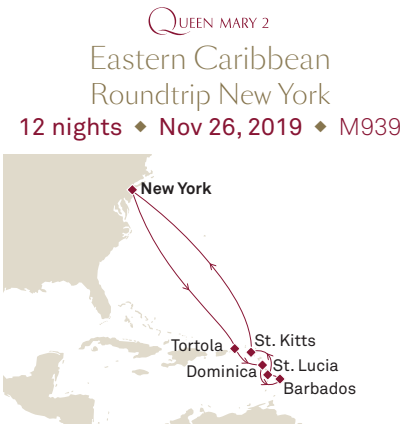 QUEEN MARY 2
Eastern Caribbean
Roundtrip New York
12 nights ◆ Nov 26, 2019 ◆ M939
New York
Tortola
St. Kitts
Dominica
St. Lucia
Barbados